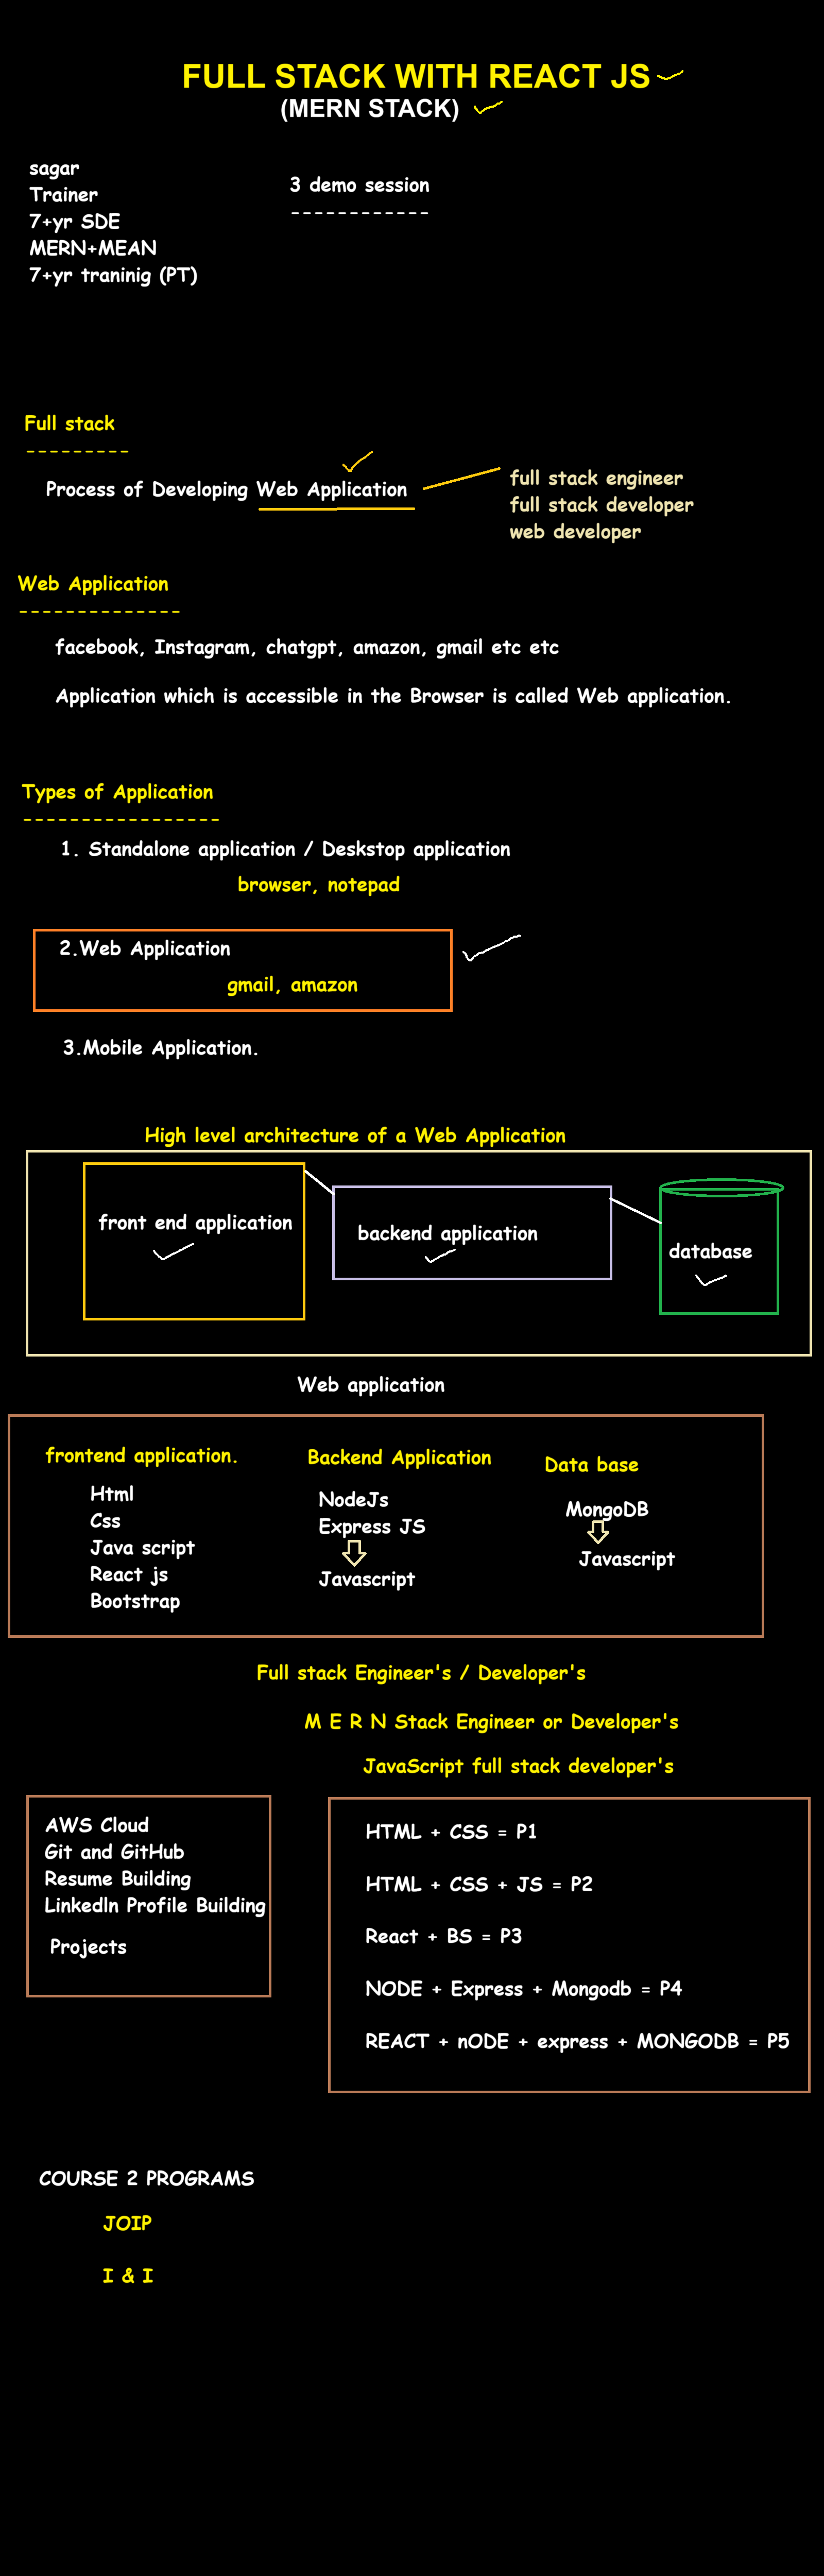 FULL STACK WITH REACT JS
(MERN STACK)
sagar
Trainer
7+yr SDE
MERN+MEAN
7+yr traninig (PT)
3 demo session
------------
Full stack
---------
Process of Developing Web Application
full stack engineer
full stack developer
web developer
Web Application
--------------
facebook, Instagram, chatgpt, amazon, gmail etc etc
Application which is accessible in the Browser is called Web application.
Types of Application
-----------------
1. Standalone application / Deskstop application
browser, notepad
2.Web Application
gmail, amazon
3.Mobile Application.
High level architecture of a Web Application
front end application
backend application
database
Web application
frontend application.
Html
Css
Java script
React js
Bootstrap
Backend Application
NodeJs
Express JS
Javascript
Data base
MongoDB
Javascript
Full stack Engineer's / Developer's
M E R N Stack Engineer or Developer's
JavaScript full stack developer's
AWS Cloud
Git and GitHub
Resume Building
LinkedIn Profile Building
Projects
HTML + CSS = P1
HTML + CSS + JS = P2
React + BS = P3
NODE + Express + Mongodb = P4
REACT + nODE + express + MONGODB = P5
COURSE 2 PROGRAMS
JOIP
I & I